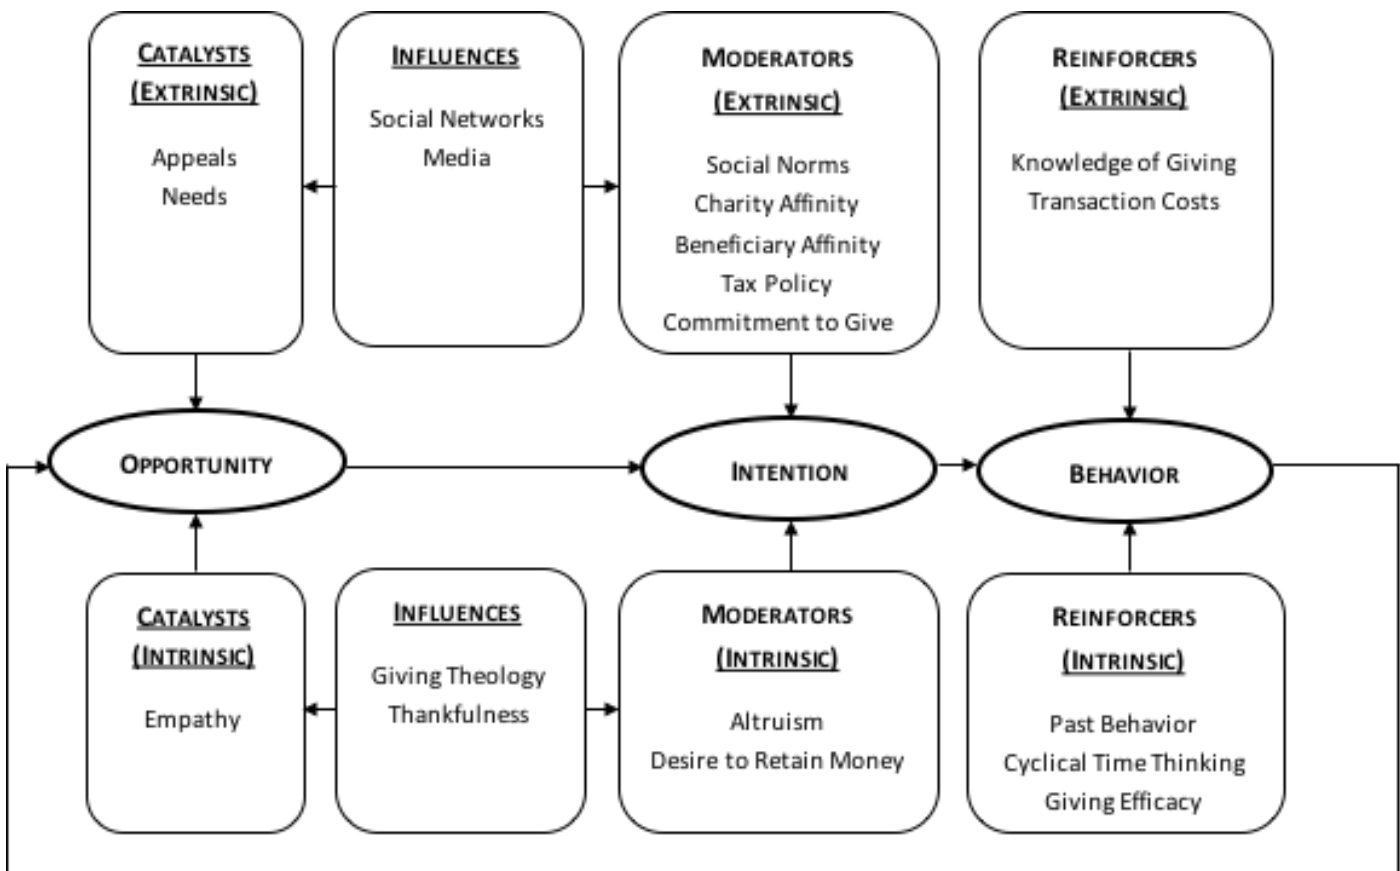 CATALYSTS
(EXTRINSIC)
Appeals
Needs
INFLUENCES
Social Networks
Media
MODERATORS
(EXTRINSIC)
Social Norms
Charity Affinity
Beneficiary Affinity
Tax Policy
Commitment to Give
REINFORCERS
(EXTRINSIC)
Knowledge of Giving
Transaction Costs
OPPORTUNITY
INTENTION
BEHAVIOR
CATALYSTS
(INTRINSIC)
Empathy
INFLUENCES
Giving Theology
Thankfulness
MODERATORS
(INTRINSIC)
Altruism
Desire to Retain Money
REINFORCERS
(INTRINSIC)
Past Behavior
Cyclical Time Thinking
Giving Efficacy